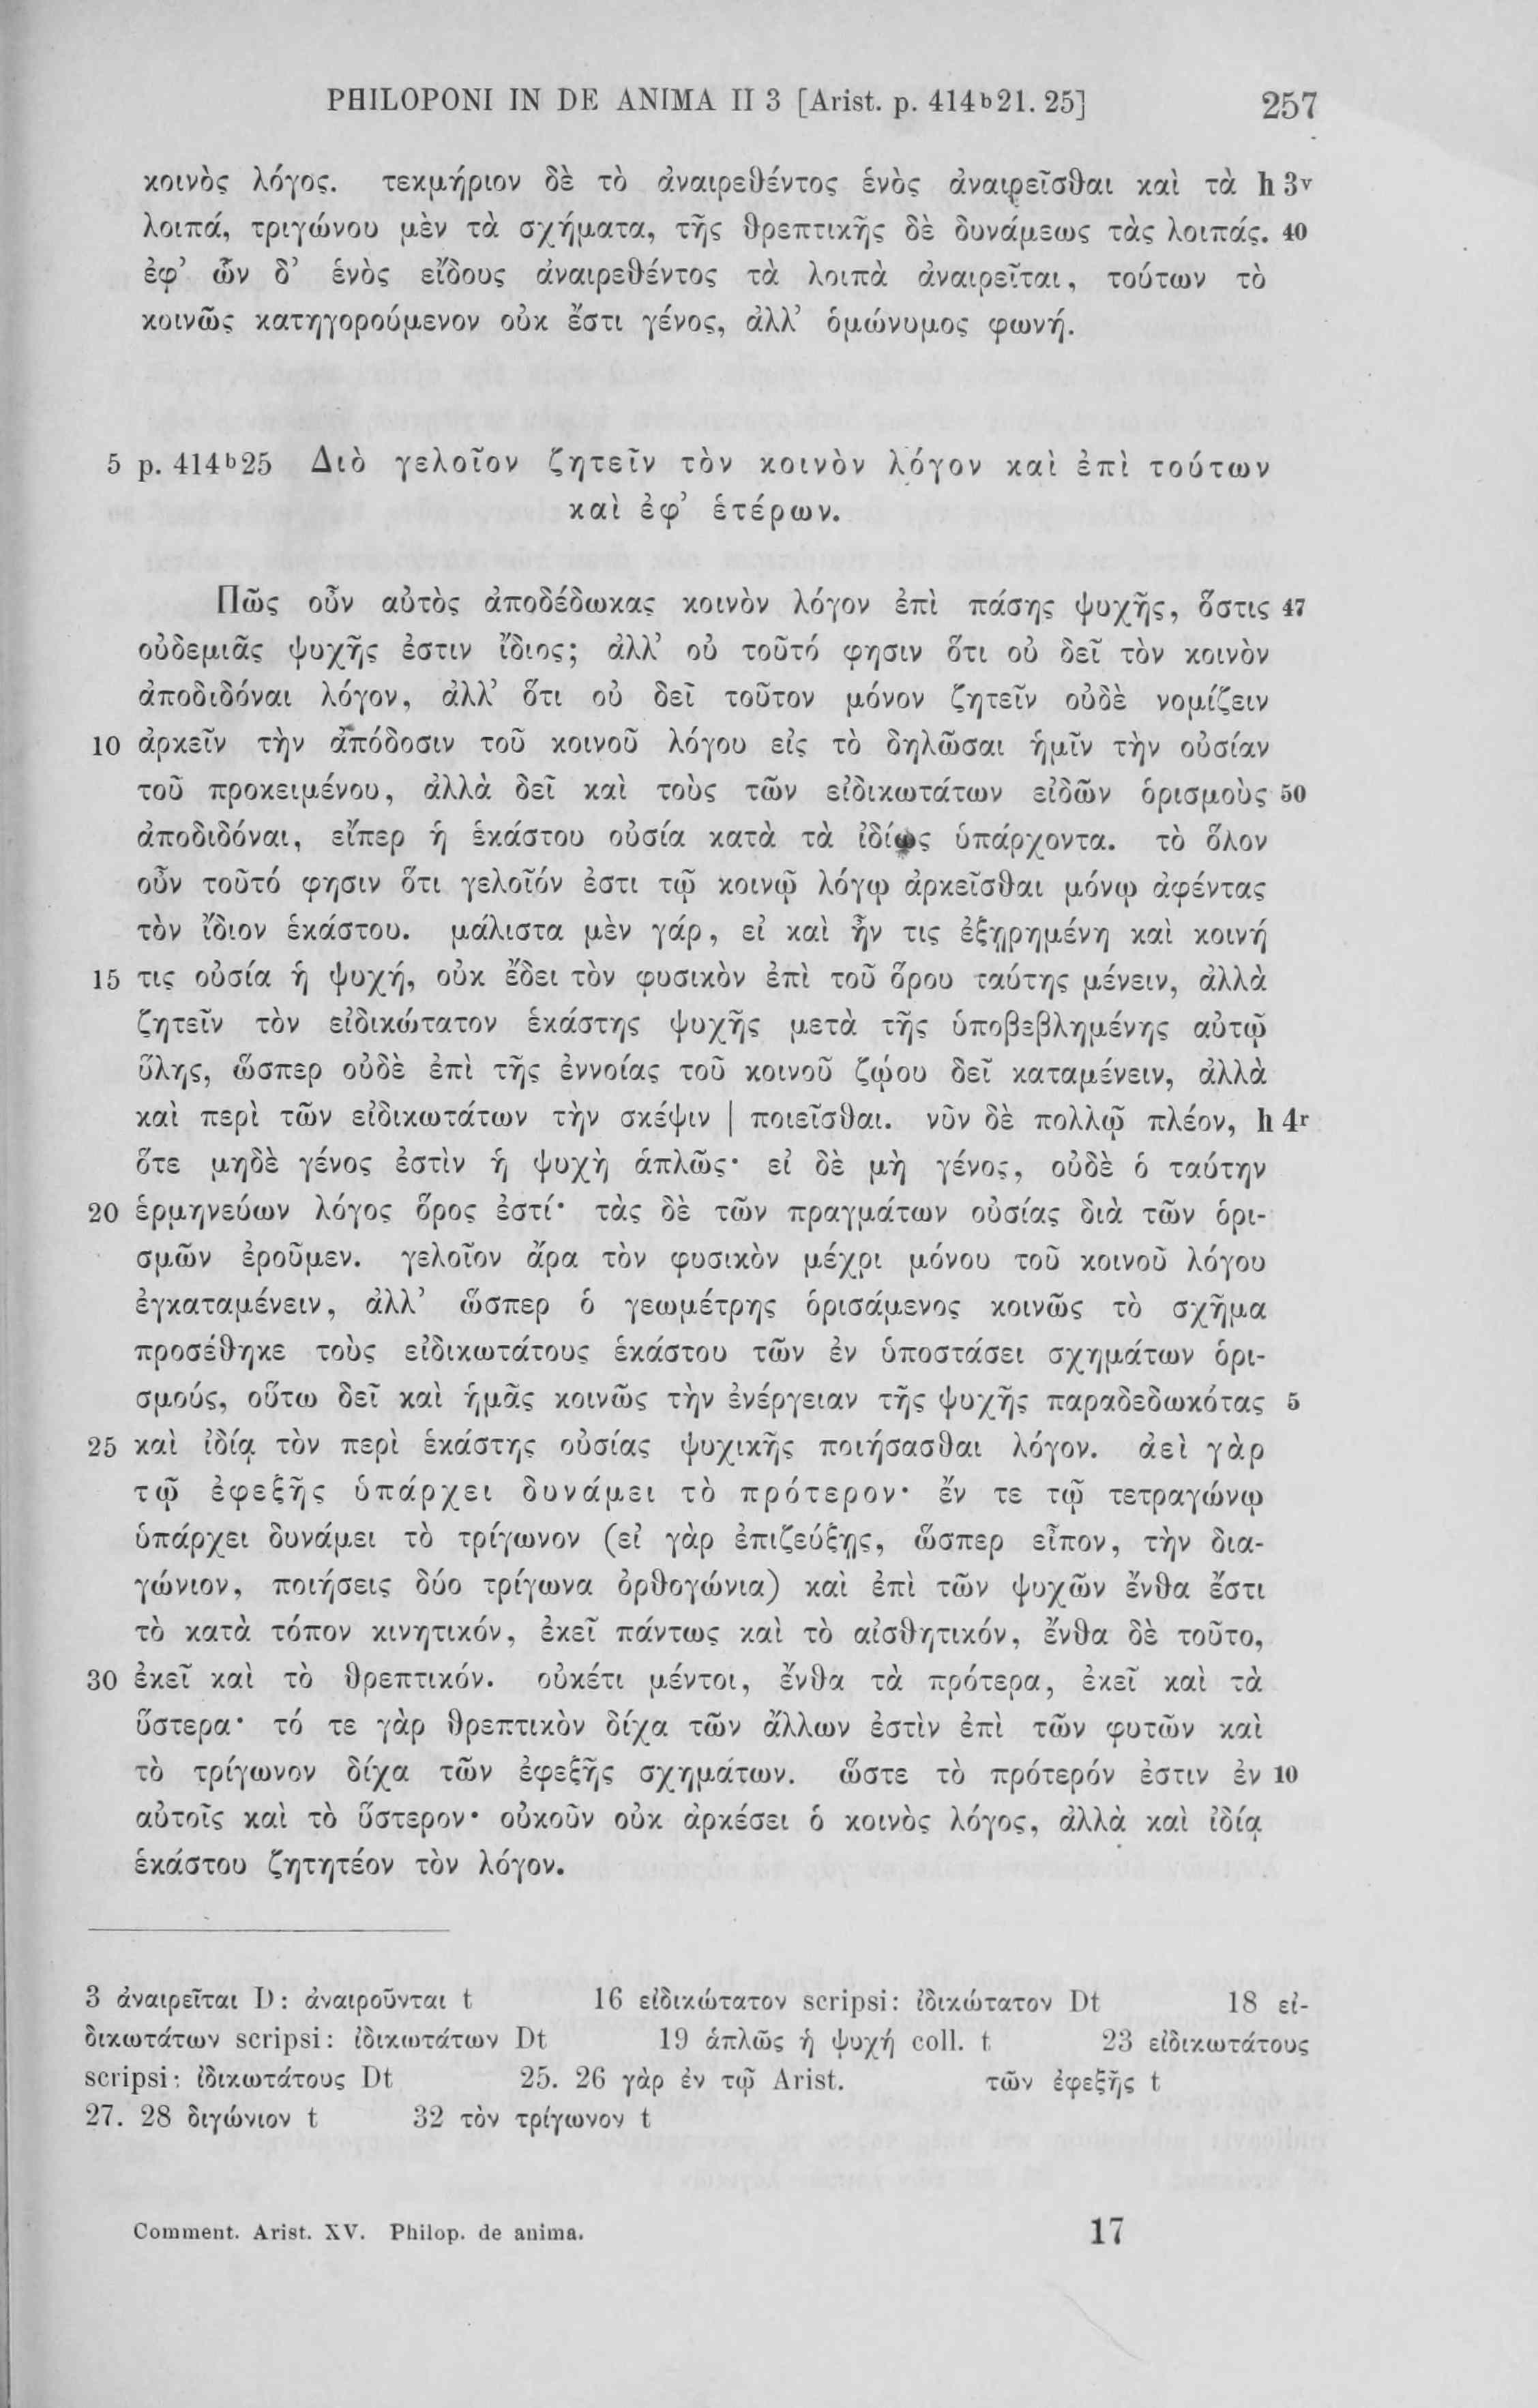 PHILOPONI IN DE ANIMA II 3 [Arist. p. 414ᵇ21. 25] 257
κοινὸς λόγος. τεκμήριον δὲ τὸ ἀναιρεθέντος ἑνὸς ἀναιρεῖσθαι καὶ τὰ h 3ᵛ
λοιπά, τριγώνου μὲν τὰ σχήματα, τῆς θρεπτικῆς δὲ δυνάμεως τὰς λοιπάς. 40
ἐφ’ ὧν δ’ ἑνὸς εἴδους ἀναιρεθέντος τὰ λοιπὰ ἀναιρεῖται, τούτων τὸ
κοινῶς κατηγορούμενον οὐκ ἔστι γένος, ἀλλ’ ὁμώνυμος φωνή.
5 p. 414ᵇ25 Διὸ γελοῖον ζητεῖν τὸν κοινὸν λόγον καὶ ἐπὶ τούτων
καὶ ἐφ’ ἑτέρων.
Πῶς οὖν αὐτὸς ἀποδέδωκας κοινὸν λόγον ἐπὶ πάσης ψυχῆς, ὅστις 47
οὐδεμιᾶς ψυχῆς ἐστιν ἴδιος; ἀλλ’ οὐ τοῦτό φησιν ὅτι οὐ δεῖ τὸν κοινὸν
ἀποδιδόναι λόγον, ἀλλ’ ὅτι οὐ δεῖ τοῦτον μόνον ζητεῖν οὐδὲ νομίζειν
10 ἀρκεῖν τὴν ἀπόδοσιν τοῦ κοινοῦ λόγου εἰς τὸ δηλῶσαι ἡμῖν τὴν οὐσίαν
τοῦ προκειμένου, ἀλλὰ δεῖ καὶ τοὺς τῶν εἰδικωτάτων εἰδῶν ὁρισμοὺς 50
ἀποδιδόναι, εἴπερ ἡ ἑκάστου οὐσία κατὰ τὰ ἰδίως ὑπάρχοντα. τὸ ὅλον
οὖν τοῦτό φησιν ὅτι γελοῖόν ἐστι τῷ κοινῷ λόγῳ ἀρκεῖσθαι μόνῳ ἀφέντας
τὸν ἴδιον ἑκάστου. μάλιστα μὲν γάρ, εἰ καὶ ἦν τις ἐξῃρημένη καὶ κοινή
15 τις οὐσία ἡ ψυχή, οὐκ ἔδει τὸν φυσικὸν ἐπὶ τοῦ ὅρου ταύτης μένειν, ἀλλὰ
ζητεῖν τὸν εἰδικώτατον ἑκάστης ψυχῆς μετὰ τῆς ὑποβεβλημένης αὐτῷ
ὕλης, ὥσπερ οὐδὲ ἐπὶ τῆς ἐννοίας τοῦ κοινοῦ ζῴου δεῖ καταμένειν, ἀλλὰ
καὶ περὶ τῶν εἰδικωτάτων τὴν σκέψιν | ποιεῖσθαι. νῦν δὲ πολλῷ πλέον, h 4ʳ
ὅτε μηδὲ γένος ἐστὶν ἡ ψυχὴ ἁπλῶς· εἰ δὲ μὴ γένος, οὐδὲ ὁ ταύτην
20 ἑρμηνεύων λόγος ὅρος ἐστί· τὰς δὲ τῶν πραγμάτων οὐσίας διὰ τῶν ὁρι-
σμῶν ἐροῦμεν. γελοῖον ἄρα τὸν φυσικὸν μέχρι μόνου τοῦ κοινοῦ λόγου
ἐγκαταμένειν, ἀλλ’ ὥσπερ ὁ γεωμέτρης ὁρισάμενος κοινῶς τὸ σχῆμα
προσέθηκε τοὺς εἰδικωτάτους ἑκάστου τῶν ἐν ὑποστάσει σχημάτων ὁρι-
σμούς, οὕτω δεῖ καὶ ἡμᾶς κοινῶς τὴν ἐνέργειαν τῆς ψυχῆς παραδεδωκότας 5
25 καὶ ἰδίᾳ τὸν περὶ ἑκάστης οὐσίας ψυχικῆς ποιήσασθαι λόγον. ἀεὶ γὰρ
τῷ ἐφεξῆς ὑπάρχει δυνάμει τὸ πρότερον· ἔν τε τῷ τετραγώνῳ
ὑπάρχει δυνάμει τὸ τρίγωνον (εἰ γὰρ ἐπιζεύξῃς, ὥσπερ εἶπον, τὴν δια-
γώνιον, ποιήσεις δύο τρίγωνα ὀρθογώνια) καὶ ἐπὶ τῶν ψυχῶν ἔνθα ἔστι
τὸ κατὰ τόπον κινητικόν, ἐκεῖ πάντως καὶ τὸ αἰσθητικόν, ἔνθα δὲ τοῦτο,
30 ἐκεῖ καὶ τὸ θρεπτικόν. οὐκέτι μέντοι, ἔνθα τὰ πρότερα, ἐκεῖ καὶ τὰ
ὕστερα· τό τε γὰρ θρεπτικὸν δίχα τῶν ἄλλων ἐστὶν ἐπὶ τῶν φυτῶν καὶ
τὸ τρίγωνον δίχα τῶν ἐφεξῆς σχημάτων. ὥστε τὸ πρότερόν ἐστιν ἐν 10
αὐτοῖς καὶ τὸ ὕστερον· οὐκοῦν οὐκ ἀρκέσει ὁ κοινὸς λόγος, ἀλλὰ καὶ ἰδίᾳ
ἑκάστου ζητητέον τὸν λόγον.
3 ἀναιρεῖται D: ἀναιροῦνται t 16 εἰδικώτατον scripsi: ἰδικώτατον Dt 18 εἰ-
δικωτάτων scripsi: ἰδικωτάτων Dt 19 ἁπλῶς ἡ ψυχή coll. t 23 εἰδικωτάτους
scripsi: ἰδικωτάτους Dt 25. 26 γὰρ ἐν τῷ Arist. τῶν ἐφεξῆς t
27. 28 διγώνιον t 32 τὸν τρίγωνον t
Comment. Arist. XV. Philop. de anima. 17